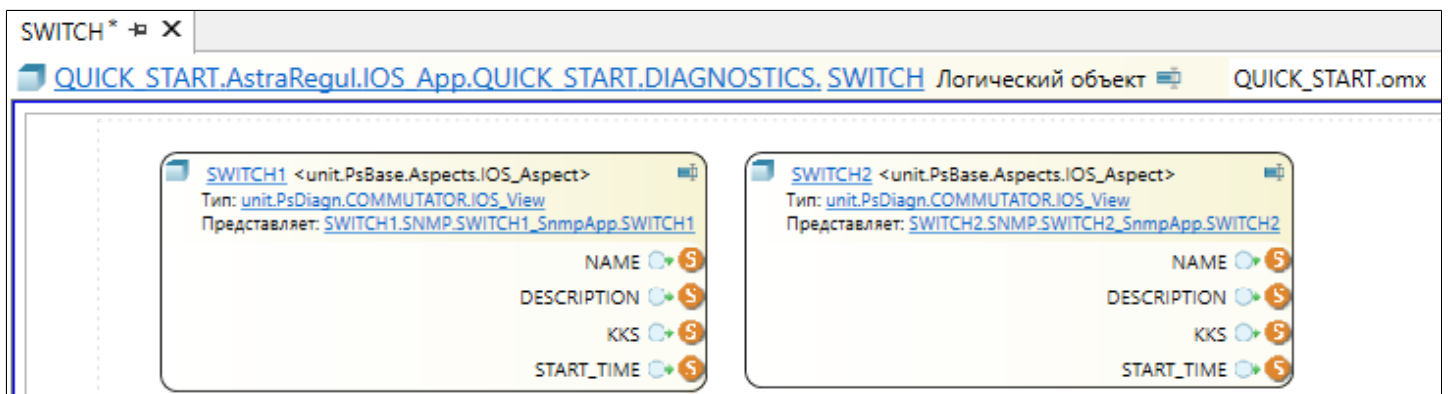 SWITCH*
QUICK_START.AstraRegul.IOS_App.QUICK_START.DIAGNOSTICS. SWITCH Логический объект QUICK_START.omx
SWITCH1 <unit.PsBase.Aspects.IOS_Aspect>
Тип: unit.PsDiagn.COMMUTATOR.IOS_View
Представляет: SWITCH1.SNMP.SWITCH1_SnmpApp.SWITCH1
NAME S
DESCRIPTION S
KKS S
START_TIME S
SWITCH2 <unit.PsBase.Aspects.IOS_Aspect>
Тип: unit.PsDiagn.COMMUTATOR.IOS_View
Представляет: SWITCH2.SNMP.SWITCH2_SnmpApp.SWITCH2
NAME S
DESCRIPTION S
KKS S
START_TIME S